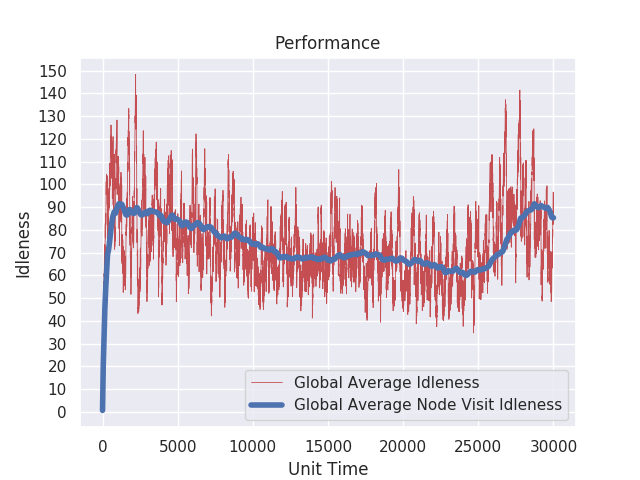 Performance
150
140
130
120
110
100
90
80
70
60
50
40
30
20
10
0
Idleness
Global Average Idleness
Global Average Node Visit Idleness
0 5000 10000 15000 20000 25000 30000
Unit Time